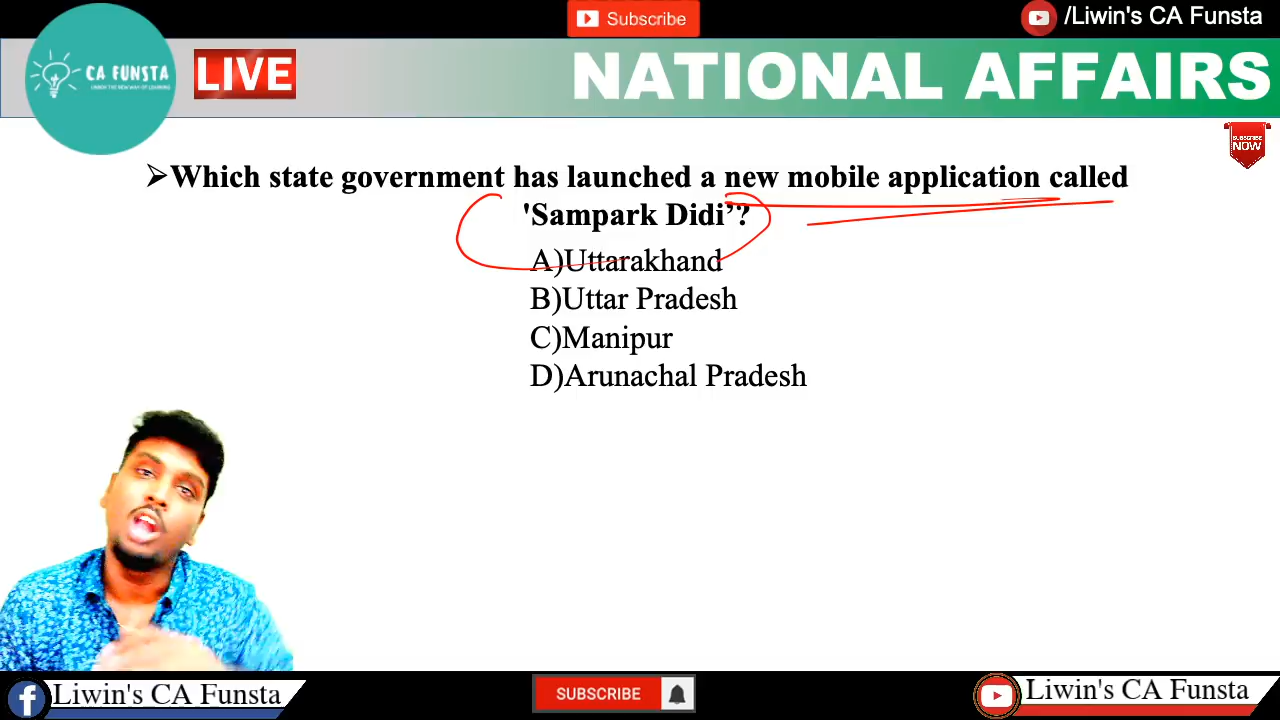 Subscribe
/Liwin's CA Funsta
CA FUNSTA
LIVE
NATIONAL AFFAIRS
SUBSCRIBE
NOW
➢Which state government has launched a new mobile application called
'Sampark Didi’?
A)Uttarakhand
B)Uttar Pradesh
C)Manipur
D)Arunachal Pradesh
Liwin's CA Funsta
SUBSCRIBE
Liwin's CA Funsta